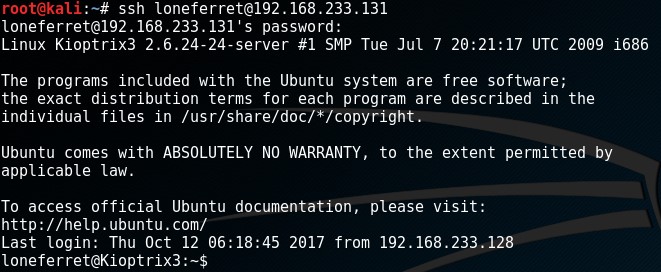 root@kali:~# ssh loneferret@192.168.233.131
loneferret@192.168.233.131's password:
Linux Kioptrix3 2.6.24-24-server #1 SMP Tue Jul 7 20:21:17 UTC 2009 i686
The programs included with the Ubuntu system are free software;
the exact distribution terms for each program are described in the
individual files in /usr/share/doc/*/copyright.
Ubuntu comes with ABSOLUTELY NO WARRANTY, to the extent permitted by
applicable law.
To access official Ubuntu documentation, please visit:
http://help.ubuntu.com/
Last login: Thu Oct 12 06:18:45 2017 from 192.168.233.128
loneferret@Kioptrix3:~$